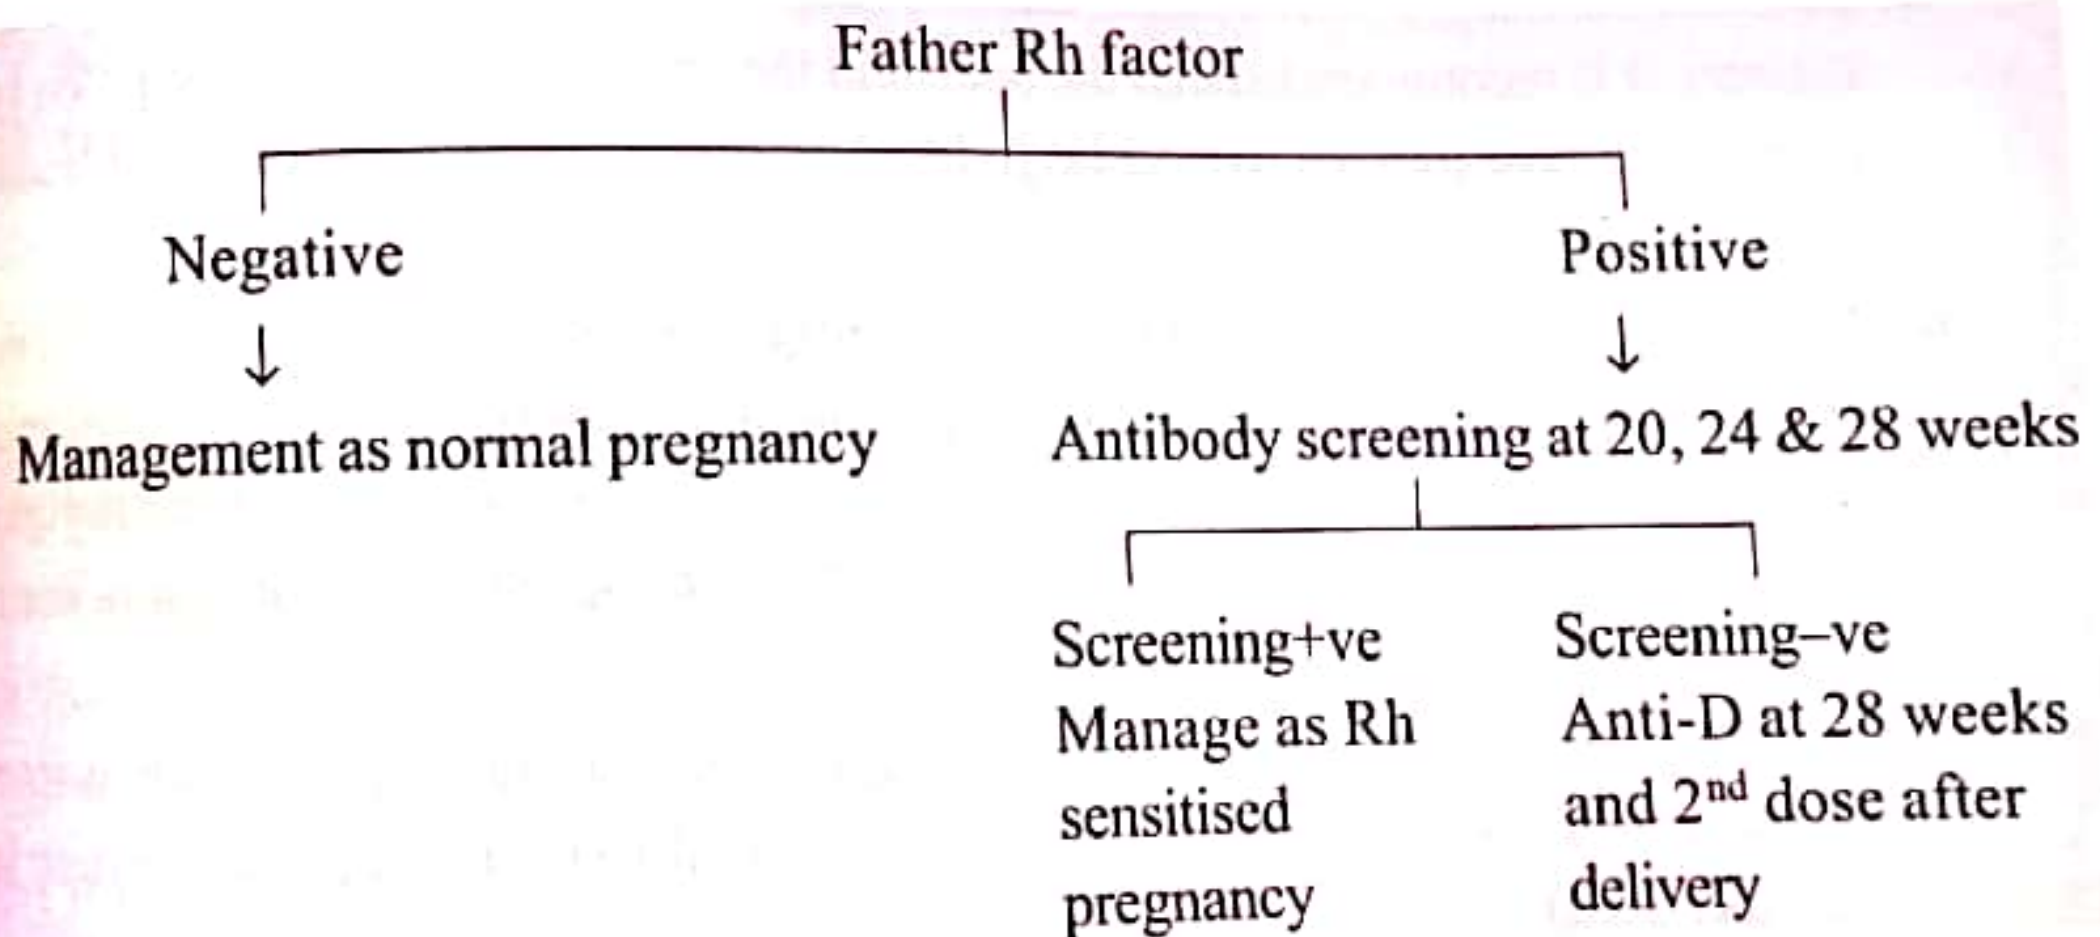 Father Rh factor
Negative
Positive
↓
↓
Management as normal pregnancy
Antibody screening at 20, 24 & 28 weeks
Screening+ve
Manage as Rh
sensitised
pregnancy
Screening–ve
Anti-D at 28 weeks
and 2nd dose after
delivery